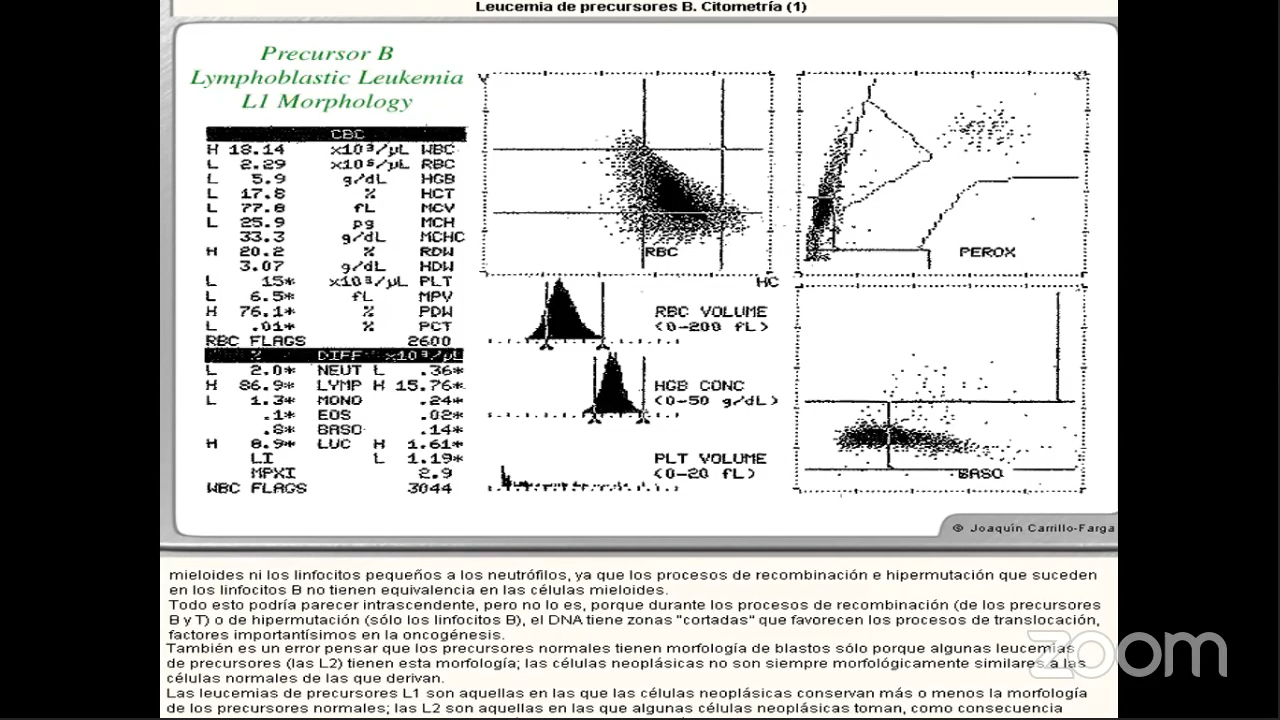 Leucemia de precursores B. Citometría (1)
Precursor B
Lymphoblastic Leukemia
L1 Morphology
CBC
H 18.14 x10³/µL WBC
L 2.29 x10⁶/µL RBC
L 5.9 g/dL HGB
L 17.8 % HCT
L 77.8 fL MCV
L 25.9 pg MCH
33.3 g/dL MCHC
H 20.2 % RDW
3.07 g/dL HDW
L 15* x10³/µL PLT
L 6.5* fL MPV
H 76.1* % PDW
L .01* % PCT
RBC FLAGS 2600
% DIFF x10³/µL
L 2.0* NEUT L .36*
H 86.9* LYMP H 15.76*
L 1.3* MONO .24*
.1* EOS .02*
.8* BASO .14*
H 8.9* LUC H 1.61*
LI L 1.19*
MPXI 2.9
WBC FLAGS 3044
V
RBC
HC
PEROX
RBC VOLUME
(0-200 fL)
HGB CONC
(0-50 g/dL)
PLT VOLUME
(0-20 fL)
BASO
© Joaquín Carrillo-Farga
mieloides ni los linfocitos pequeños a los neutrófilos, ya que los procesos de recombinación e hipermutación que suceden
en los linfocitos B no tienen equivalencia en las células mieloides.
Todo esto podría parecer intrascendente, pero no lo es, porque durante los procesos de recombinación (de los precursores
B y T) o de hipermutación (sólo los linfocitos B), el DNA tiene zonas "cortadas" que favorecen los procesos de translocación,
factores importantísimos en la oncogénesis.
También es un error pensar que los precursores normales tienen morfología de blastos sólo porque algunas leucemias
de precursores (las L2) tienen esta morfología; las células neoplásicas no son siempre morfológicamente similares a las
células normales de las que derivan.
Las leucemias de precursores L1 son aquellas en las que las células neoplásicas conservan más o menos la morfología
de los precursores normales; las L2 son aquellas en las que algunas células neoplásicas toman, como consecuencia
zoom